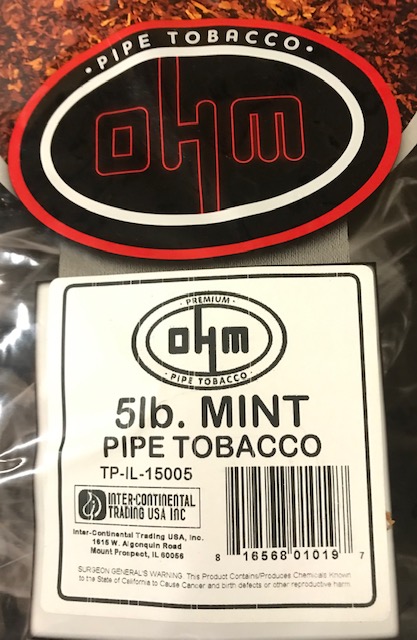 · PIPE TOBACCO ·
OHM
· PREMIUM ·
OHM
· PIPE TOBACCO ·
5lb. MINT
PIPE TOBACCO
TP-IL-15005
INTER-CONTINENTAL
TRADING USA INC
Inter-Continental Trading USA, Inc.
1615 W. Algonquin Road
Mount Prospect, IL 60056
8 16568 01019 7
SURGEON GENERAL'S WARNING: This Product Contains/Produces Chemicals Known
to the State of California to Cause Cancer and birth defects or other reproductive harm.